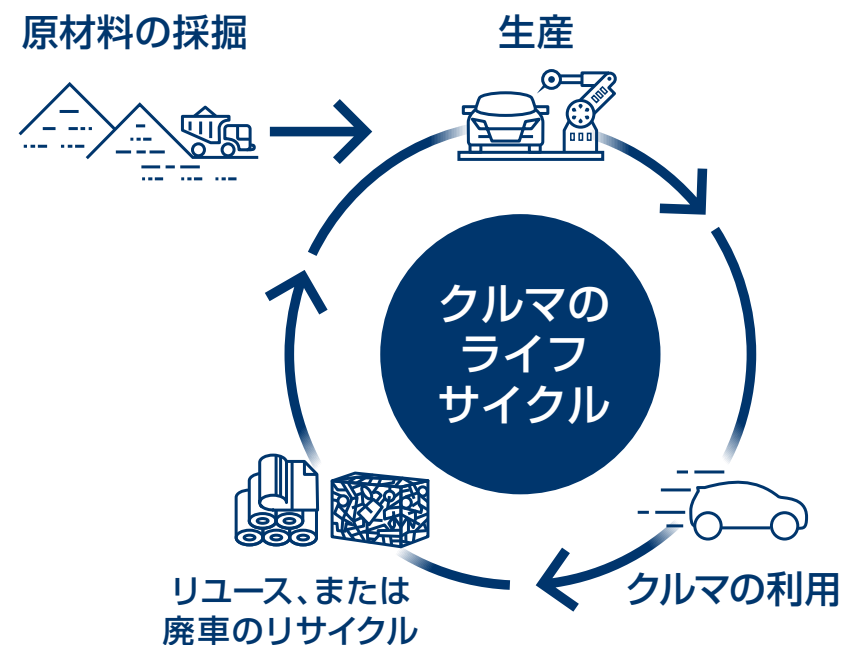 原材料の採掘
生産
クルマの
ライフ
サイクル
クルマの利用
リユース、または
廃車のリサイクル